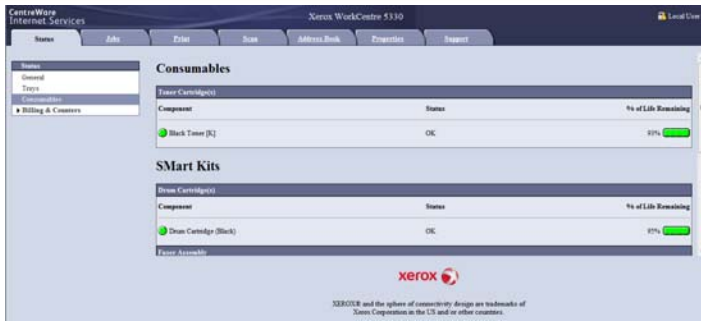 CentreWare
Internet Services
Xerox WorkCentre 5330
Local User
Status
Jobs
Print
Scan
Address Book
Properties
Support
Status
General
Trays
Consumables
Billing & Counters
Consumables
Toner Cartridge(s)
Component Status % of Life Remaining
Black Toner [K] OK 93%
SMart Kits
Drum Cartridge(s)
Component Status % of Life Remaining
Drum Cartridge (Black) OK 95%
Fuser Assembly
xerox
XEROX® and the sphere of connectivity design are trademarks of
Xerox Corporation in the US and/or other countries.